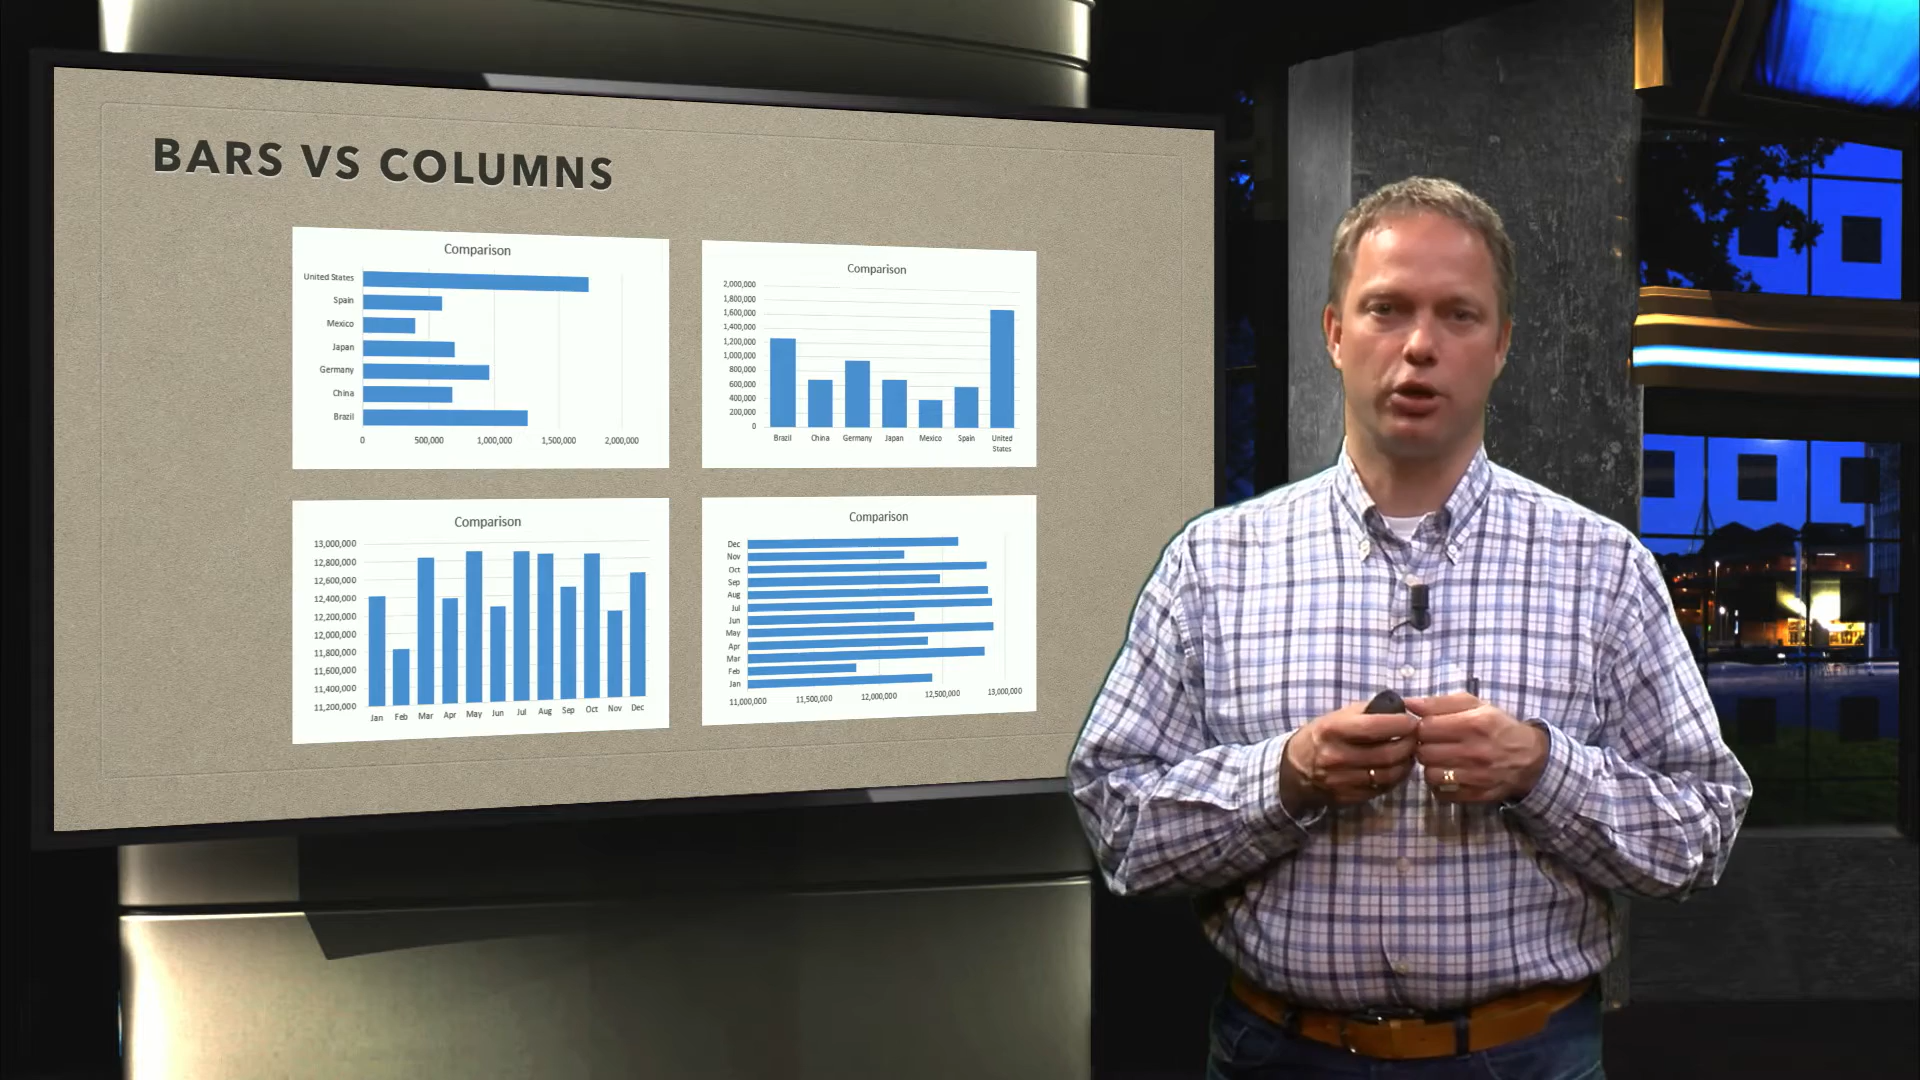 BARS VS COLUMNS
Comparison
United States
Spain
Mexico
Japan
Germany
China
Brazil
0 500,000 1,000,000 1,500,000 2,000,000
Comparison
2,000,000
1,800,000
1,600,000
1,400,000
1,200,000
1,000,000
800,000
600,000
400,000
200,000
0
Brazil China Germany Japan Mexico Spain United
States
Comparison
13,000,000
12,800,000
12,600,000
12,400,000
12,200,000
12,000,000
11,800,000
11,600,000
11,400,000
11,200,000
Jan Feb Mar Apr May Jun Jul Aug Sep Oct Nov Dec
Comparison
Dec
Nov
Oct
Sep
Aug
Jul
Jun
May
Apr
Mar
Feb
Jan
11,000,000 11,500,000 12,000,000 12,500,000 13,000,000